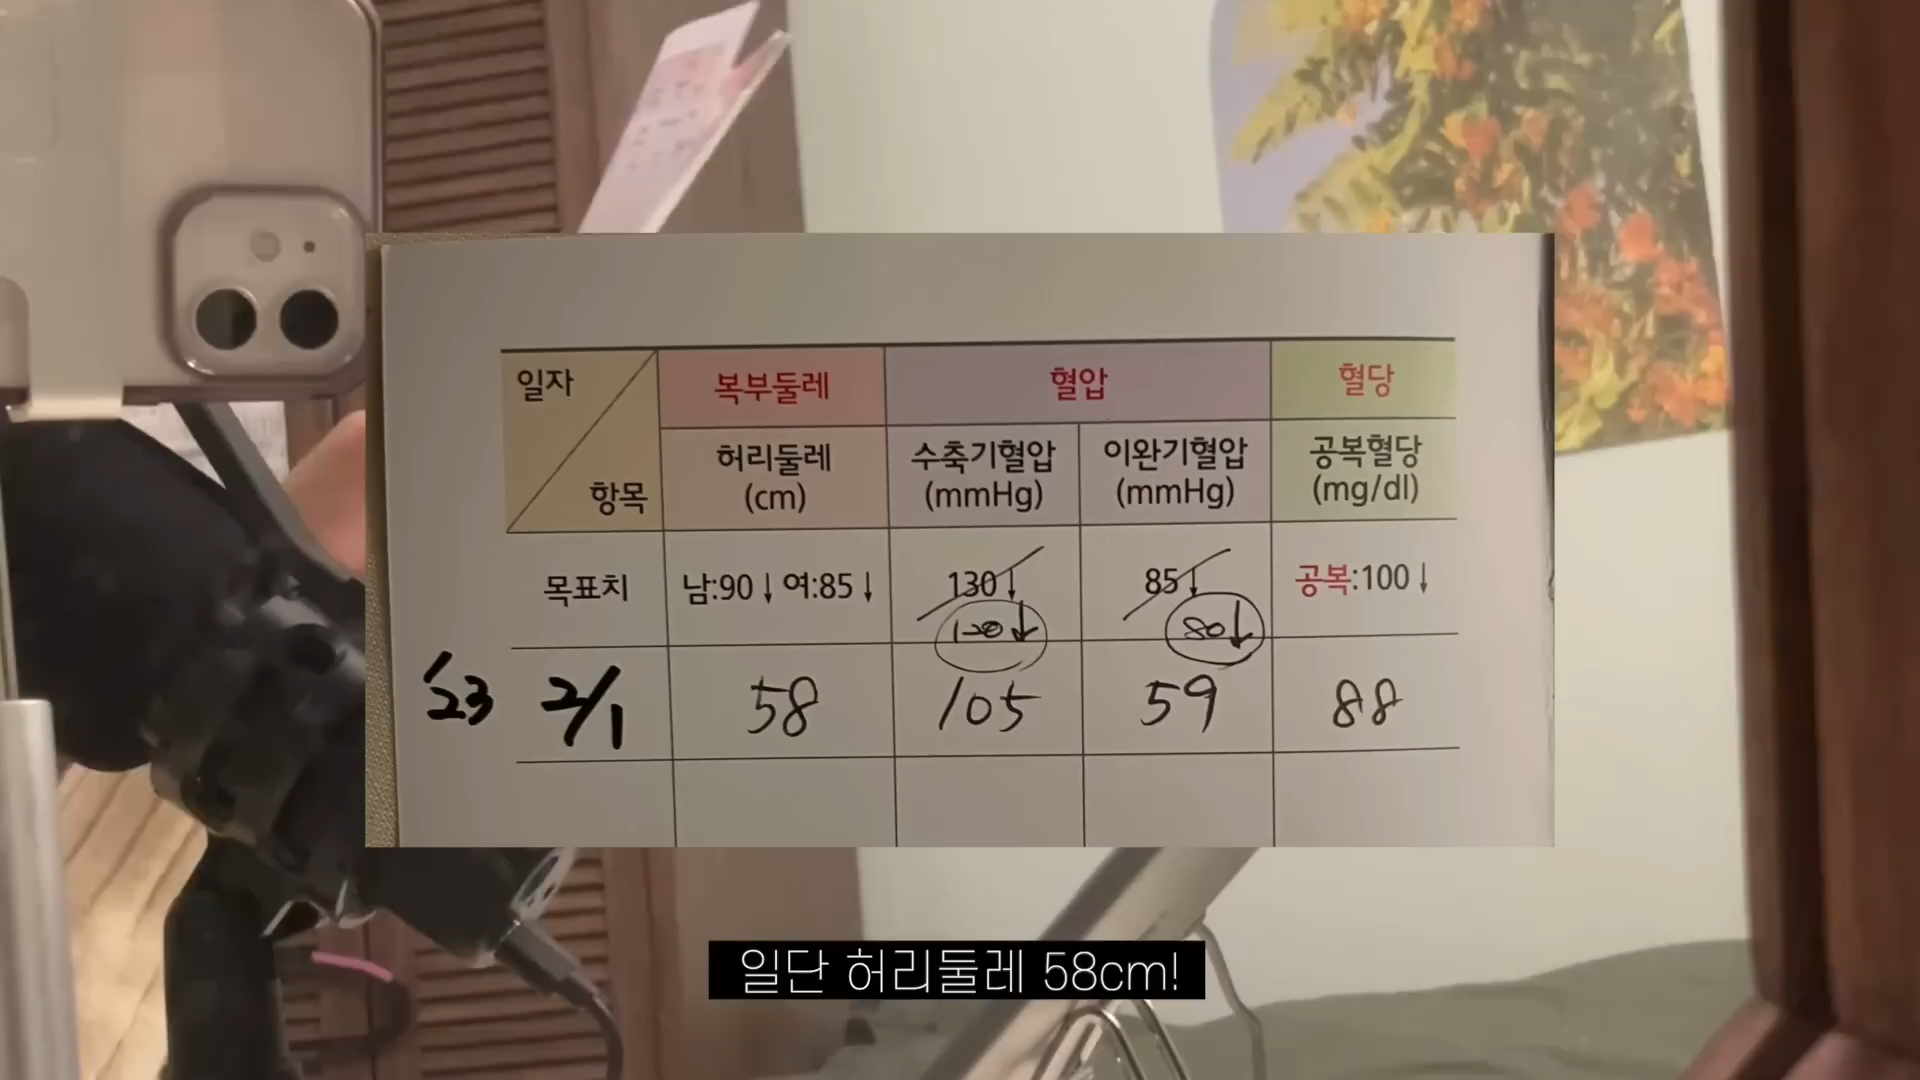 일자 복부둘레 혈압 혈당
항목 허리둘레 (cm) 수축기혈압 (mmHg) 이완기혈압 (mmHg) 공복혈당 (mg/dl)
목표치 남:90↓ 여:85↓ 130↓ 85↓ 공복:100↓
120↓ 80↓
'23 2/1 58 105 59 88
일단 허리둘레 58cm!